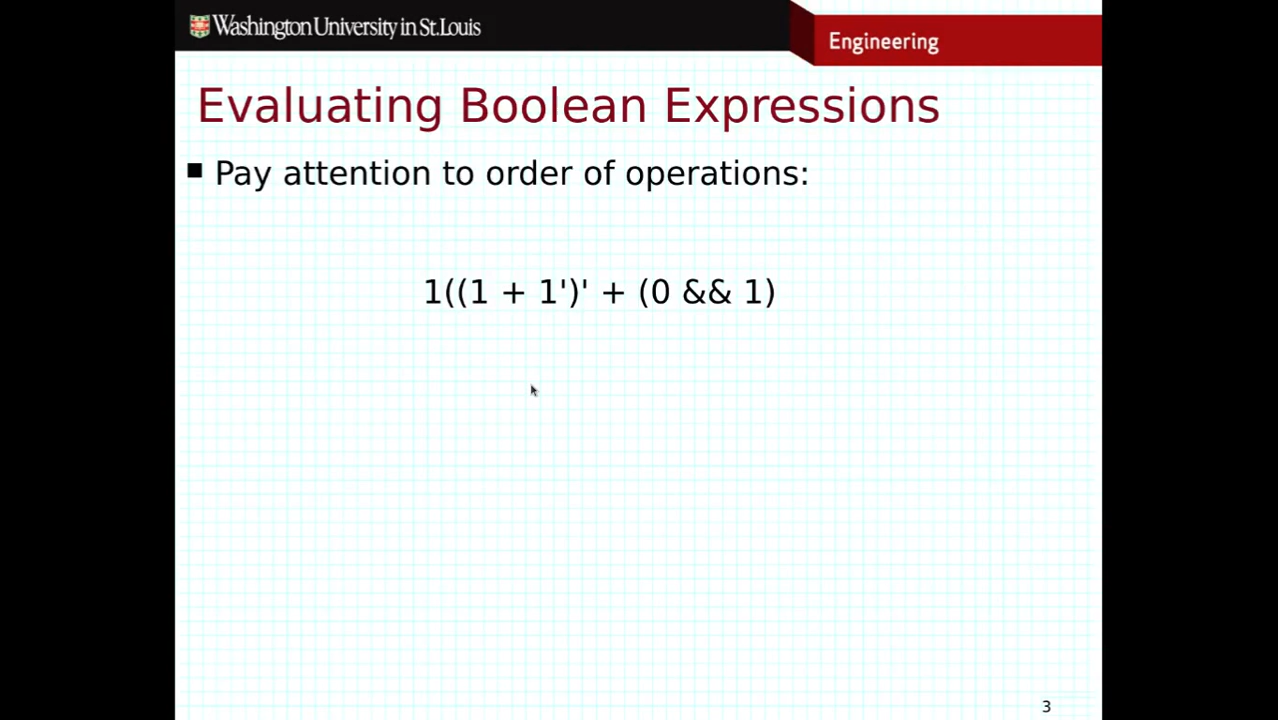 Washington University in St.Louis
Engineering
Evaluating Boolean Expressions
Pay attention to order of operations:
1((1 + 1')' + (0 && 1)
3